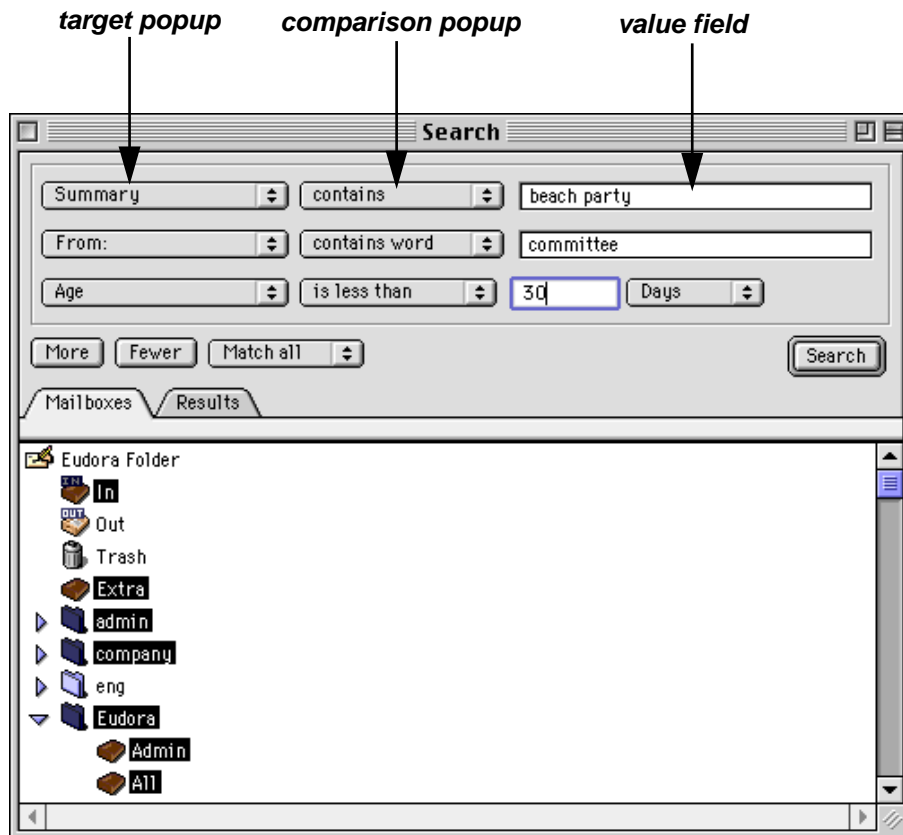 target popup comparison popup value field
Search
Summary contains beach party
From: contains word committee
Age is less than 30 Days
More Fewer Match all Search
Mailboxes Results
Eudora Folder
IN In
OUT Out
Trash
Extra
admin
company
eng
Eudora
Admin
All